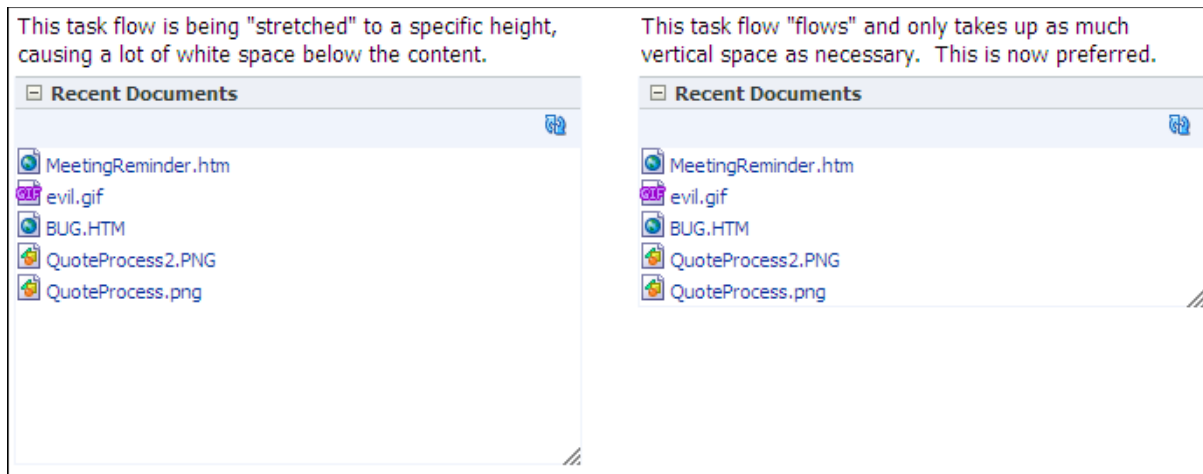 This task flow is being "stretched" to a specific height,
causing a lot of white space below the content.
Recent Documents
MeetingReminder.htm
GIF evil.gif
BUG.HTM
QuoteProcess2.PNG
QuoteProcess.png
This task flow "flows" and only takes up as much
vertical space as necessary.  This is now preferred.
Recent Documents
MeetingReminder.htm
GIF evil.gif
BUG.HTM
QuoteProcess2.PNG
QuoteProcess.png